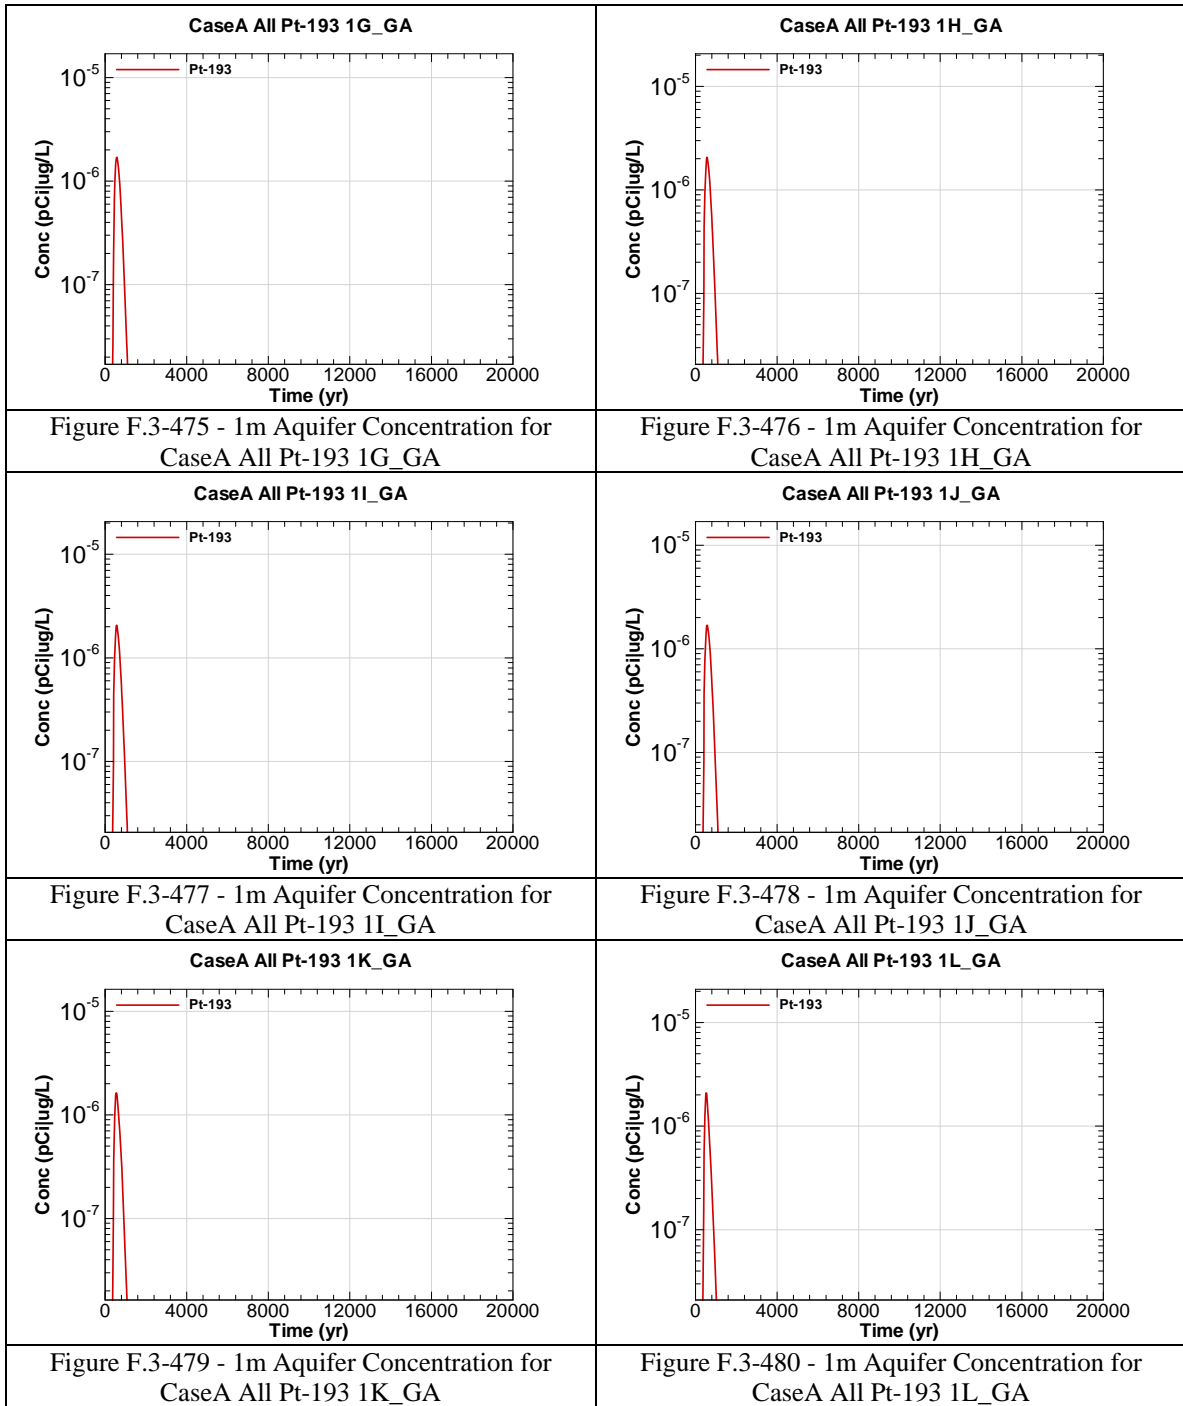 CaseA All Pt-193 1G_GA
Pt-193
10-5
10-6
10-7
Conc (pCi|ug/L)
0 4000 8000 12000 16000 20000
Time (yr)
Figure F.3-475 - 1m Aquifer Concentration for
CaseA All Pt-193 1G_GA
CaseA All Pt-193 1H_GA
Pt-193
10-5
10-6
10-7
Conc (pCi|ug/L)
0 4000 8000 12000 16000 20000
Time (yr)
Figure F.3-476 - 1m Aquifer Concentration for
CaseA All Pt-193 1H_GA
CaseA All Pt-193 1I_GA
Pt-193
10-5
10-6
10-7
Conc (pCi|ug/L)
0 4000 8000 12000 16000 20000
Time (yr)
Figure F.3-477 - 1m Aquifer Concentration for
CaseA All Pt-193 1I_GA
CaseA All Pt-193 1J_GA
Pt-193
10-5
10-6
10-7
Conc (pCi|ug/L)
0 4000 8000 12000 16000 20000
Time (yr)
Figure F.3-478 - 1m Aquifer Concentration for
CaseA All Pt-193 1J_GA
CaseA All Pt-193 1K_GA
Pt-193
10-5
10-6
10-7
Conc (pCi|ug/L)
0 4000 8000 12000 16000 20000
Time (yr)
Figure F.3-479 - 1m Aquifer Concentration for
CaseA All Pt-193 1K_GA
CaseA All Pt-193 1L_GA
Pt-193
10-5
10-6
10-7
Conc (pCi|ug/L)
0 4000 8000 12000 16000 20000
Time (yr)
Figure F.3-480 - 1m Aquifer Concentration for
CaseA All Pt-193 1L_GA